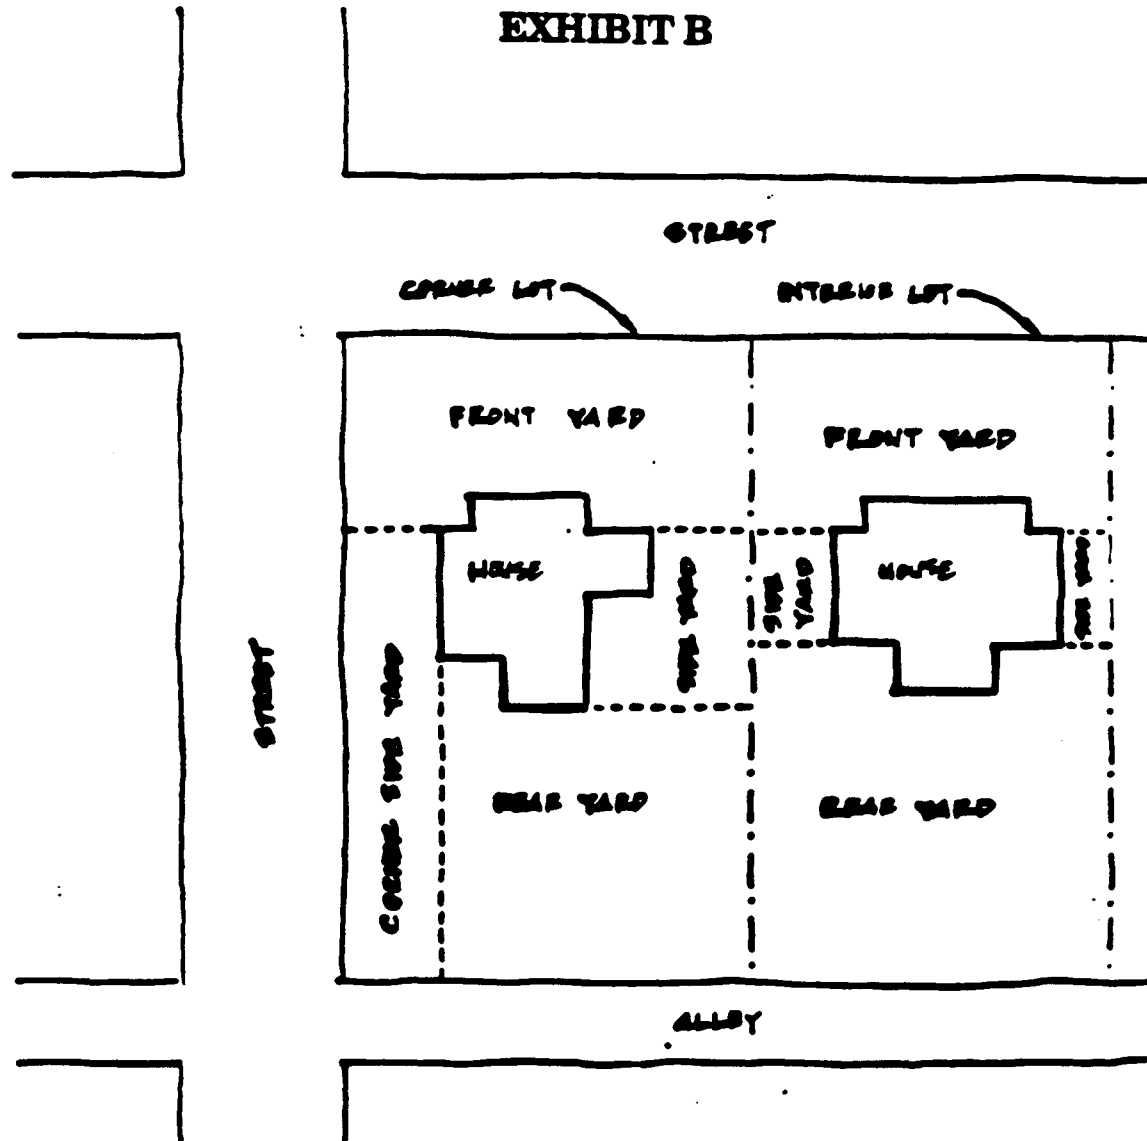 EXHIBIT B
STREET
CORNER LOT
INTERIOR LOT
FRONT YARD
FRONT YARD
HOUSE
SIDE YARD
SIDE
YARD
HOUSE
SIDE YARD
STREET
CORNER SIDE YARD
REAR YARD
REAR YARD
ALLEY